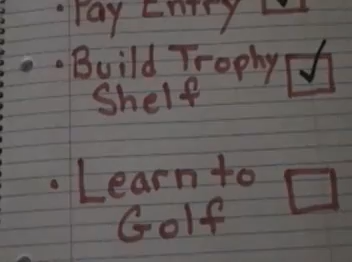 · Pay Entry
· Build Trophy
Shelf
· Learn to
Golf